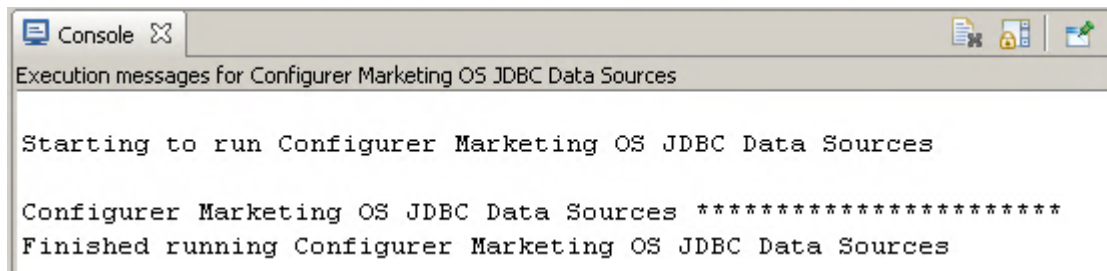 Console
Execution messages for Configurer Marketing OS JDBC Data Sources
Starting to run Configurer Marketing OS JDBC Data Sources
Configurer Marketing OS JDBC Data Sources ***********************
Finished running Configurer Marketing OS JDBC Data Sources